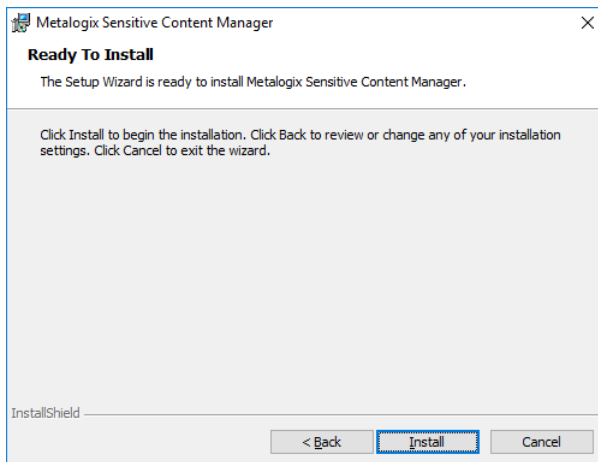 Metalogix Sensitive Content Manager
Ready To Install
The Setup Wizard is ready to install Metalogix Sensitive Content Manager.
Click Install to begin the installation. Click Back to review or change any of your installation
settings. Click Cancel to exit the wizard.
InstallShield
< Back Install Cancel